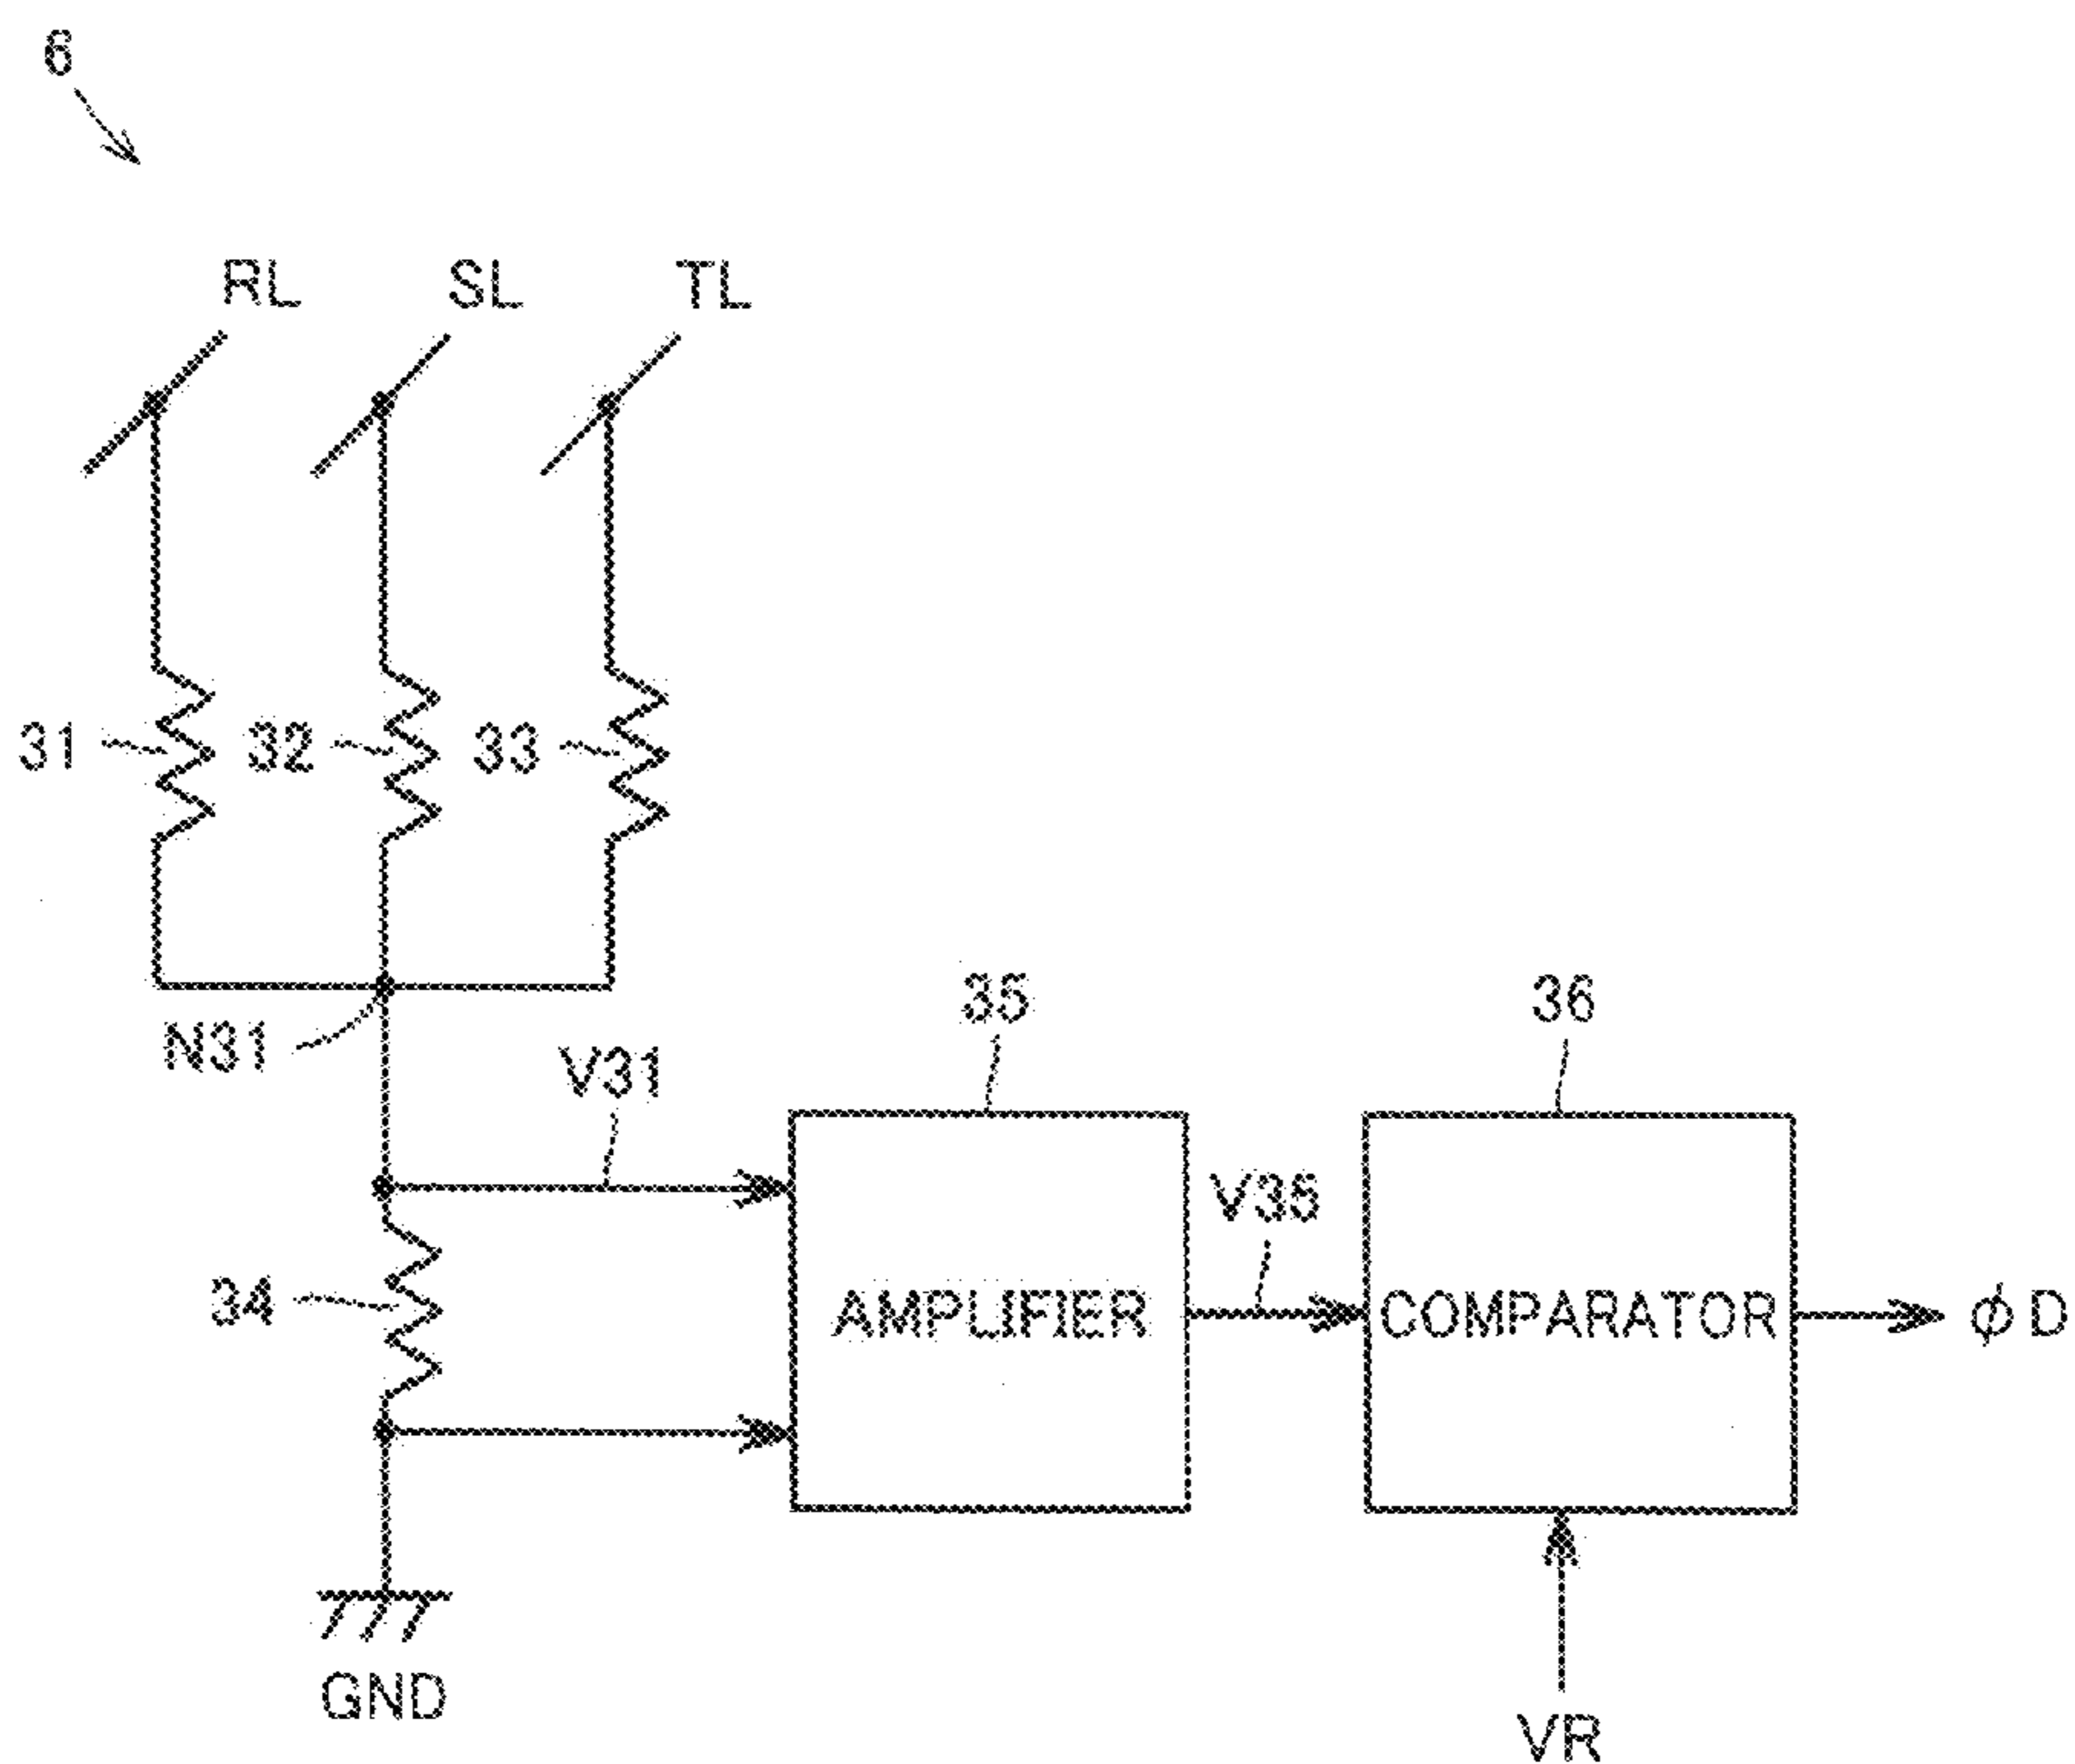 6
RL SL TL
31 32 33
N31
V31
35
36
V35
34
AMPLIFIER
COMPARATOR
φD
GND
VR